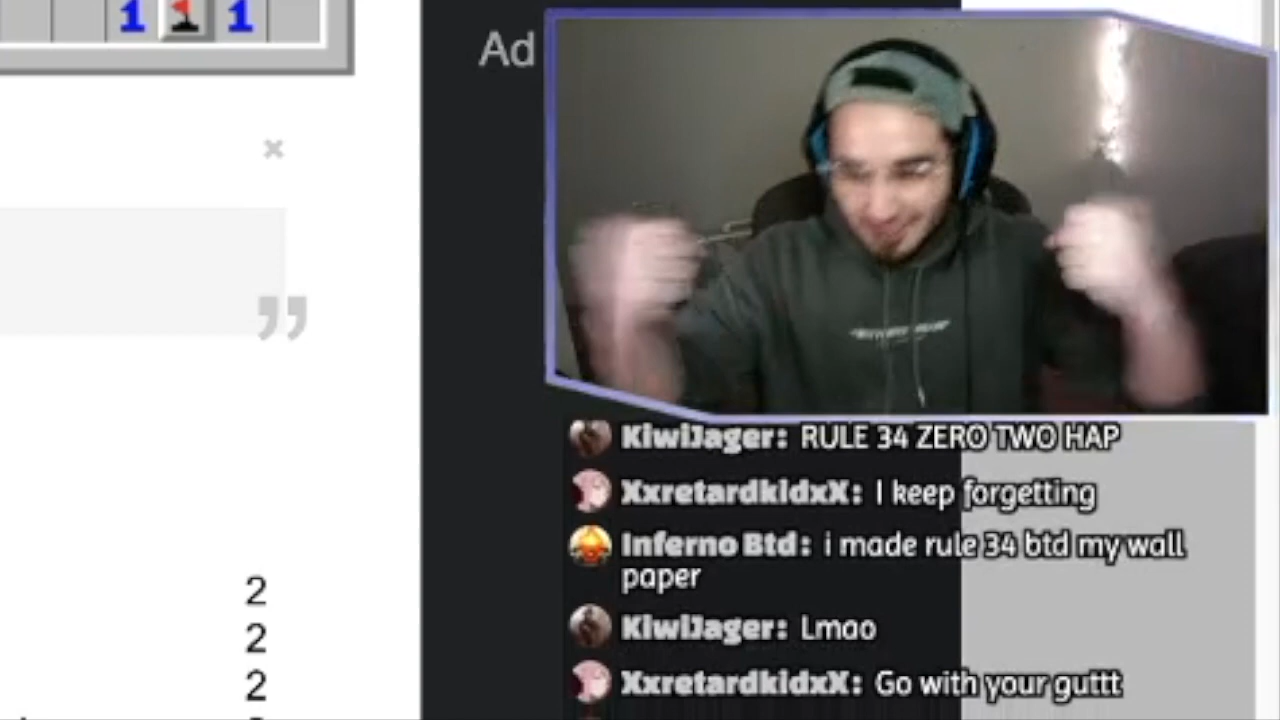 1 1
Ad
”
KiwiJager: RULE 34 ZERO TWO HAP
XxretardkidxX: I keep forgetting
Inferno Btd: i made rule 34 btd my wall
paper
2
KiwiJager: Lmao
2
XxretardkidxX: Go with your guttt
2